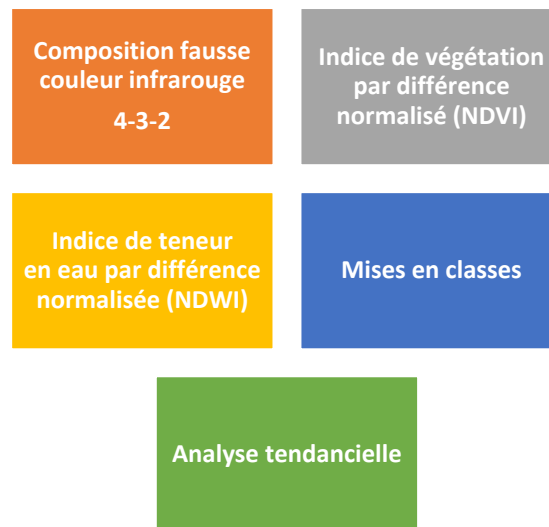 Composition fausse
couleur infrarouge
4-3-2
Indice de végétation
par différence
normalisé (NDVI)
Indice de teneur
en eau par différence
normalisée (NDWI)
Mises en classes
Analyse tendancielle